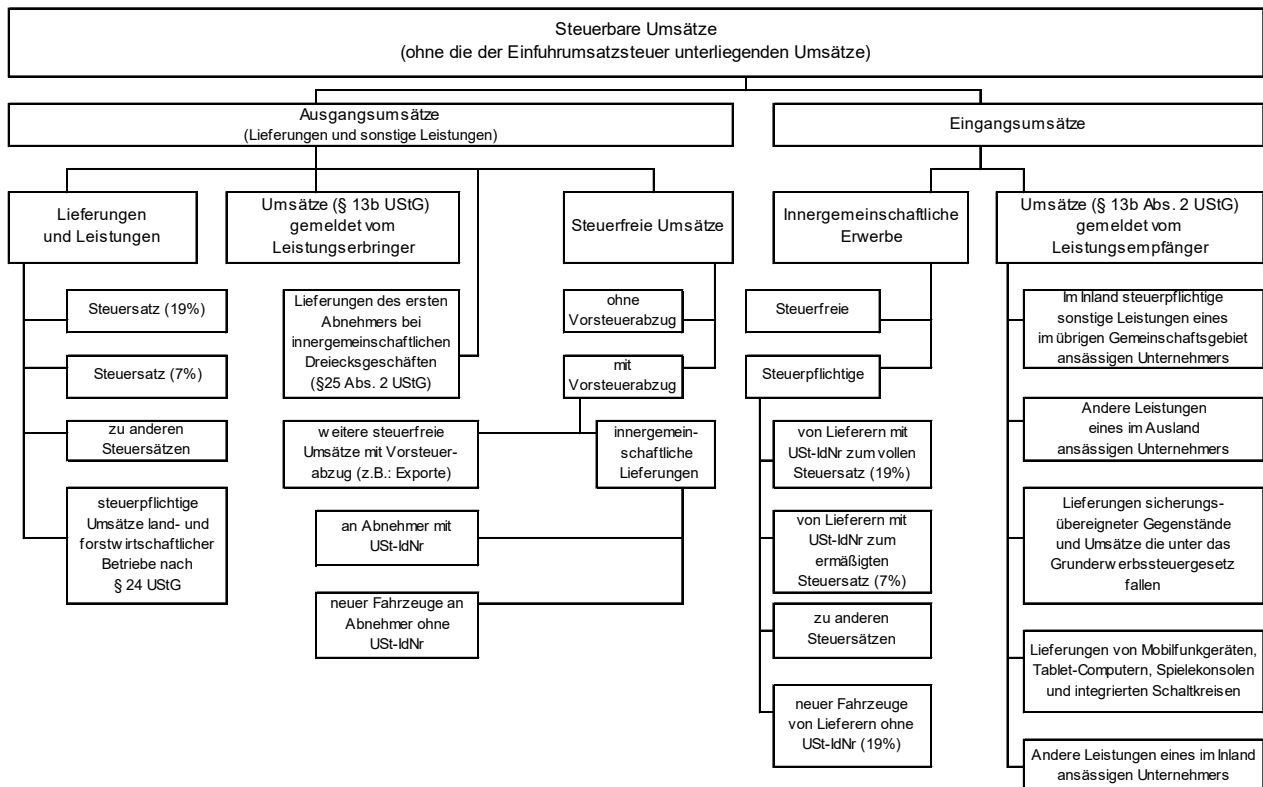 Steuerbare Umsätze
(ohne die der Einfuhrumsatzsteuer unterliegenden Umsätze)
Ausgangsumsätze
(Lieferungen und sonstige Leistungen)
Eingangsumsätze
Lieferungen
und Leistungen
Umsätze (§ 13b UStG)
gemeldet vom
Leistungserbringer
Steuerfreie Umsätze
Innergemeinschaftliche
Erwerbe
Umsätze (§ 13b Abs. 2 UStG)
gemeldet vom
Leistungsempfänger
Steuersatz (19%)
Steuersatz (7%)
zu anderen
Steuersätzen
steuerpflichtige
Umsätze land- und
forstwirtschaftlicher
Betriebe nach
§ 24 UStG
Lieferungen des ersten
Abnehmers bei
innergemeinschaftlichen
Dreiecksgeschäften
(§25 Abs. 2 UStG)
ohne
Vorsteuerabzug
mit
Vorsteuerabzug
weitere steuerfreie
Umsätze mit Vorsteuer-
abzug (z.B.: Exporte)
innergemein-
schaftliche
Lieferungen
an Abnehmer mit
USt-IdNr
neuer Fahrzeuge an
Abnehmer ohne
USt-IdNr
Steuerfreie
Steuerpflichtige
von Lieferern mit
USt-IdNr zum vollen
Steuersatz (19%)
von Lieferern mit
USt-IdNr zum
ermäßigten
Steuersatz (7%)
zu anderen
Steuersätzen
neuer Fahrzeuge
von Lieferern ohne
USt-IdNr (19%)
Im Inland steuerpflichtige
sonstige Leistungen eines
im übrigen Gemeinschaftsgebiet
ansässigen Unternehmers
Andere Leistungen
eines im Ausland
ansässigen Unternehmers
Lieferungen sicherungs-
übereigneter Gegenstände
und Umsätze die unter das
Grunderwerbssteuergesetz
fallen
Lieferungen von Mobilfunkgeräten,
Tablet-Computern, Spielekonsolen
und integrierten Schaltkreisen
Andere Leistungen eines im Inland
ansässigen Unternehmers